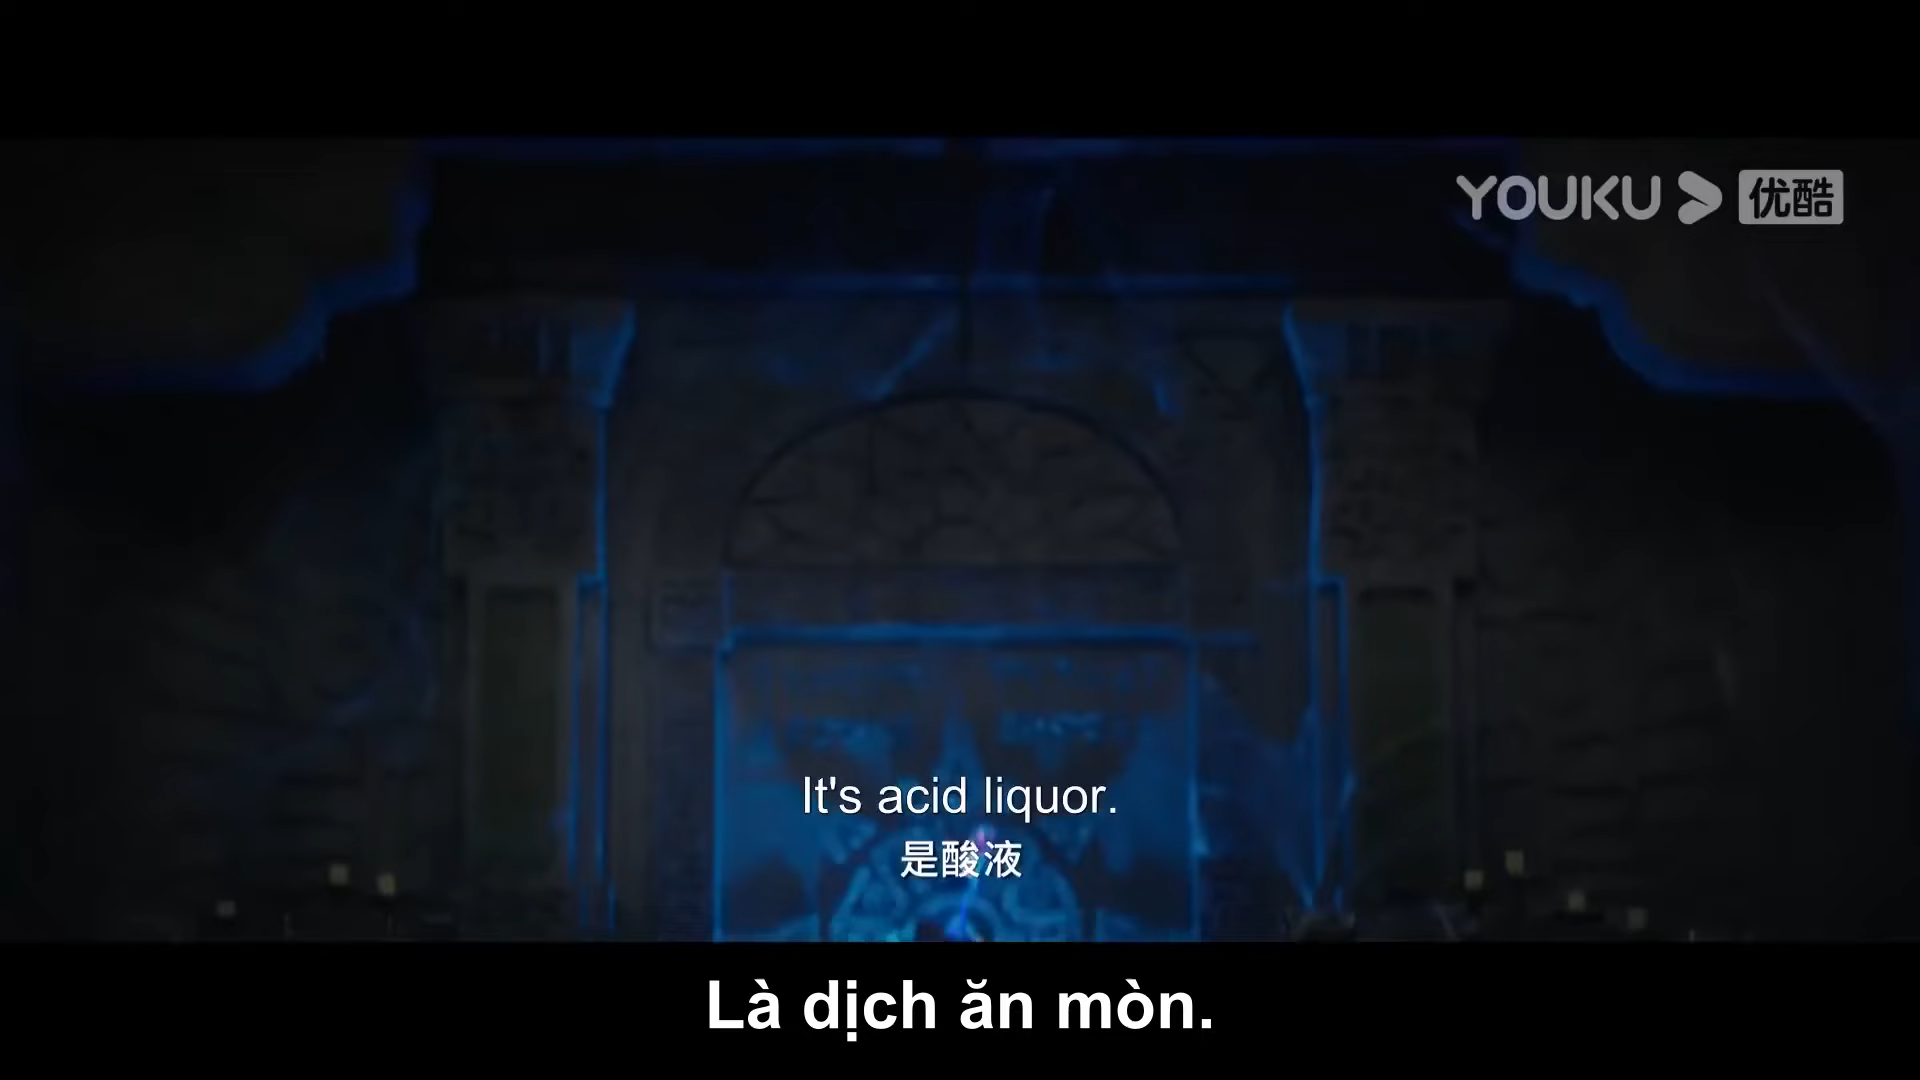 YOUKU 优酷
It's acid liquor.
是酸液
Là dịch ăn mòn.